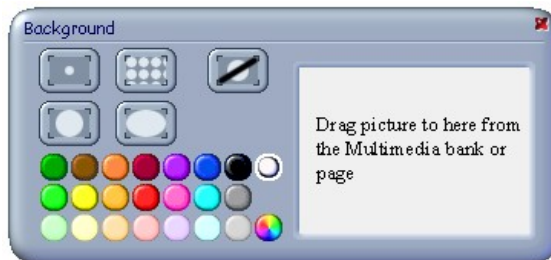 Background
Drag picture to here from
the Multimedia bank or
page